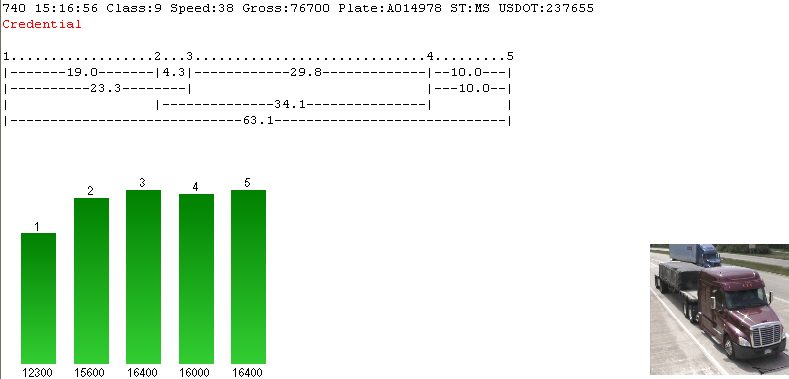 740 15:16:56 Class:9 Speed:38 Gross:76700 Plate:A014978 ST:MS USDOT:237655
Credential
1..................2...3.............................4.........5
|-------19.0-------|4.3|------------29.8-------------|--10.0---|
|----------23.3--------|                             |---10.0--|
|                  |--------------34.1---------------|         |
|-----------------------------63.1-----------------------------|
1 2 3 4 5
12300 15600 16400 16000 16400